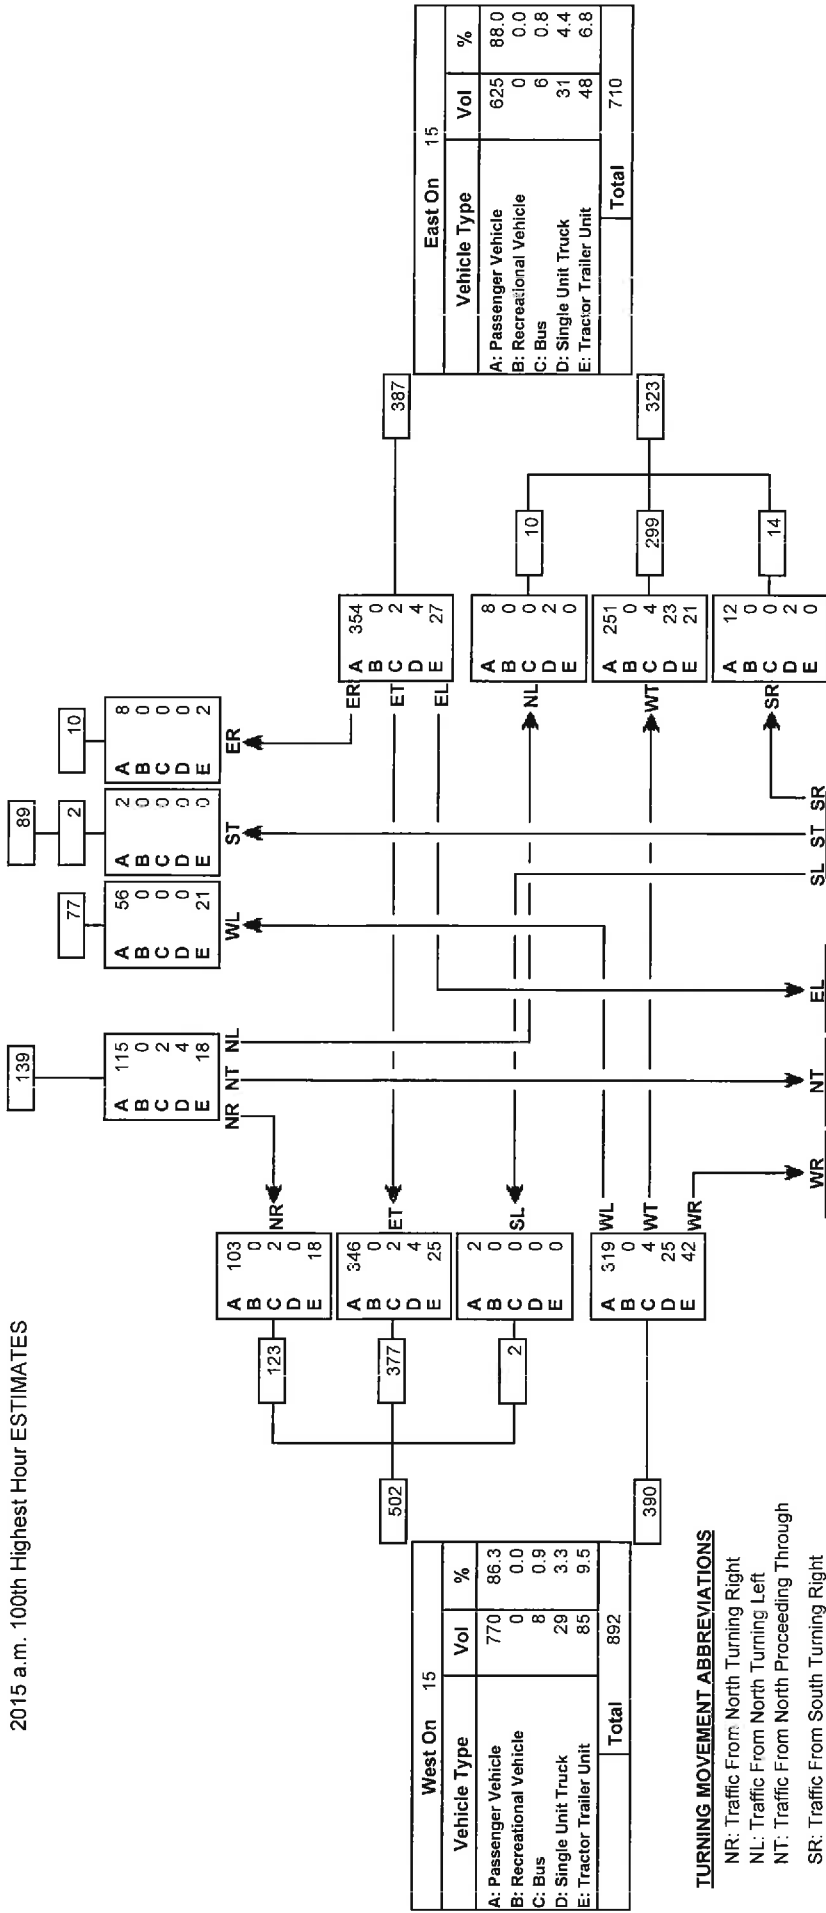 2015 a.m. 100th Highest Hour ESTIMATES
139
A 115
B 0
C 2
D 4
E 18
NR NT NL
89
77
A 56
B 0
C 0
D 0
E 21
WL
2
A 2
B 0
C 0
D 0
E 0
ST
10
A 8
B 0
C 0
D 0
E 2
ER
West On 15
Vehicle Type Vol %
A: Passenger Vehicle 770 86.3
B: Recreational Vehicle 0 0.0
C: Bus 8 0.9
D: Single Unit Truck 29 3.3
E: Tractor Trailer Unit 85 9.5
Total 892
502
123
A 103
B 0
C 2
D 0
E 18
NR
377
A 346
B 0
C 2
D 4
E 25
ET
2
A 2
B 0
C 0
D 0
E 0
SL
390
A 319
B 0
C 4
D 25
E 42
WL
WT
WR
ER
ET
EL
A 354
B 0
C 2
D 4
E 27
387
NL
A 8
B 0
C 0
D 2
E 0
10
WT
A 251
B 0
C 4
D 23
E 21
299
SR
A 12
B 0
C 0
D 2
E 0
14
323
East On 15
Vehicle Type Vol %
A: Passenger Vehicle 625 88.0
B: Recreational Vehicle 0 0.0
C: Bus 6 0.8
D: Single Unit Truck 31 4.4
E: Tractor Trailer Unit 48 6.8
Total 710
WR NT EL SL ST SR
TURNING MOVEMENT ABBREVIATIONS
NR: Traffic From North Turning Right
NL: Traffic From North Turning Left
NT: Traffic From North Proceeding Through
SR: Traffic From South Turning Right